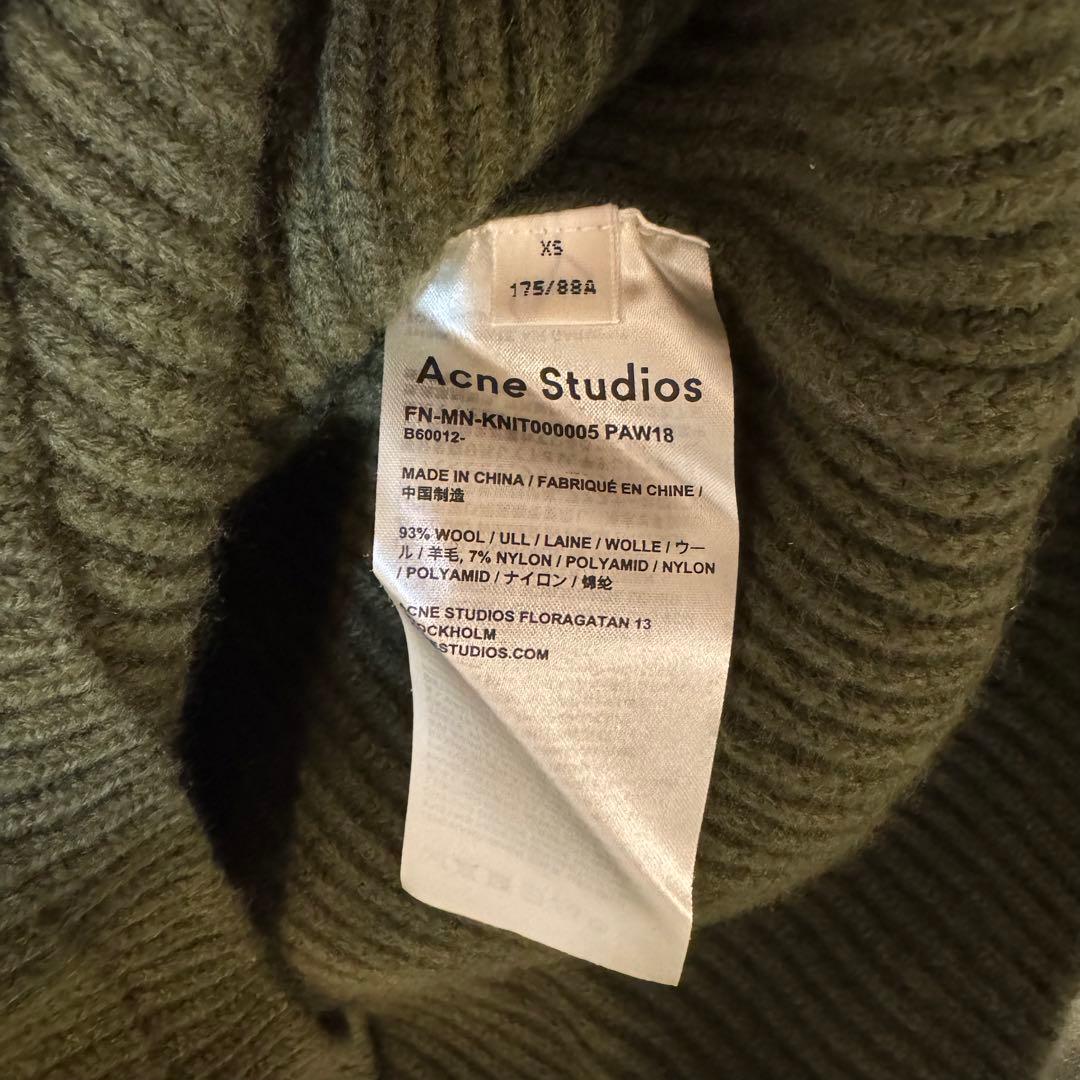 XS
175/88A
Acne Studios
FN-MN-KNIT000005 PAW18
B60012-
MADE IN CHINA / FABRIQUÉ EN CHINE /
中国制造
93% WOOL / ULL / LAINE / WOLLE / ウー
ル / 羊毛, 7% NYLON / POLYAMID / NYLON
/ POLYAMID / ナイロン / 锦纶
CNE STUDIOS FLORAGATAN 13
OCKHOLM
STUDIOS.COM